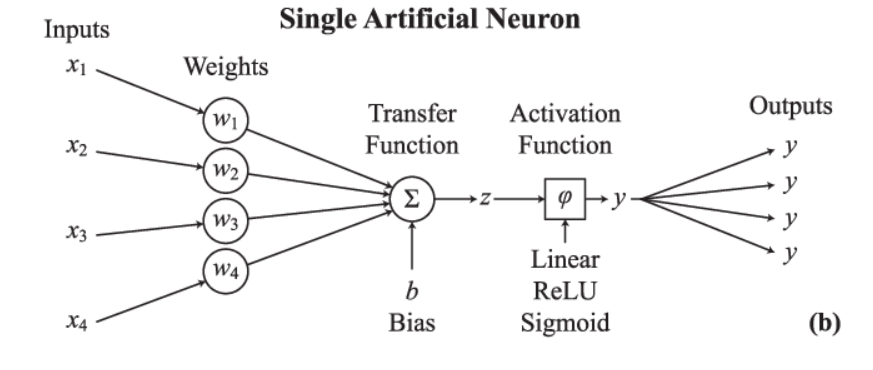 Single Artificial Neuron
Inputs
x1
x2
x3
x4
Weights
w1
w2
w3
w4
Transfer
Function
Σ
b
Bias
z
Activation
Function
φ
Linear
ReLU
Sigmoid
y
Outputs
y
y
y
y
(b)